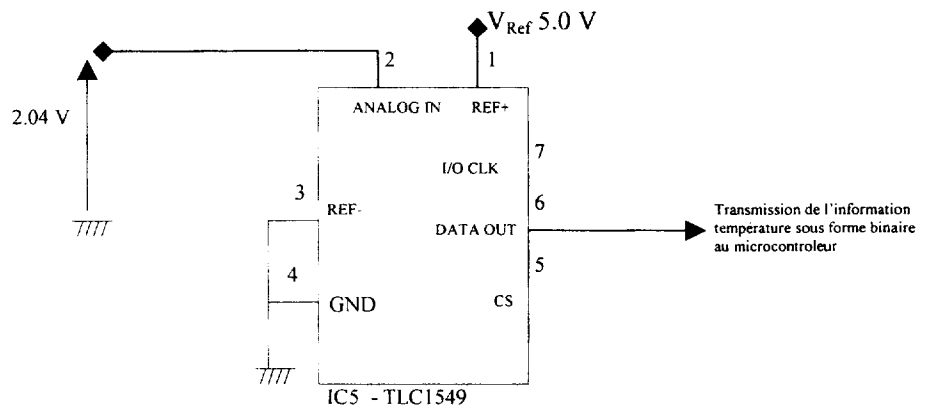 V Ref 5.0 V
2
1
2.04 V
ANALOG IN REF+
7
I/O CLK
3
6
REF-
DATA OUT
Transmission de l'information
température sous forme binaire
au microcontroleur
4
5
GND
CS
IC5 - TLC1549